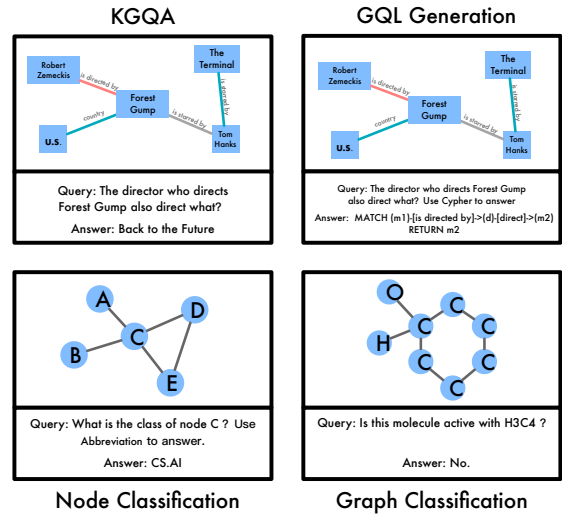 KGQA
GQL Generation
Robert
Zemeckis
is directed by
The
Terminal
is starred by
Forest
Gump
country
is starred by
U.S.
Tom
Hanks
Robert
Zemeckis
is directed by
The
Terminal
is starred by
Forest
Gump
country
is starred by
U.S.
Tom
Hanks
Query: The director who directs
Forest Gump also direct what?
Answer: Back to the Future
Query: The director who directs Forest Gump
also direct what? Use Cypher to answer
Answer: MATCH (m1)-[is directed by]->(d)-[direct]->(m2)
RETURN m2
A
D
C
B
E
O
C
C
C
H
C
C
C
Query: What is the class of node C ? Use
Abbreviation to answer.
Answer: CS.AI
Query: Is this molecule active with H3C4 ?
Answer: No.
Node Classification
Graph Classification